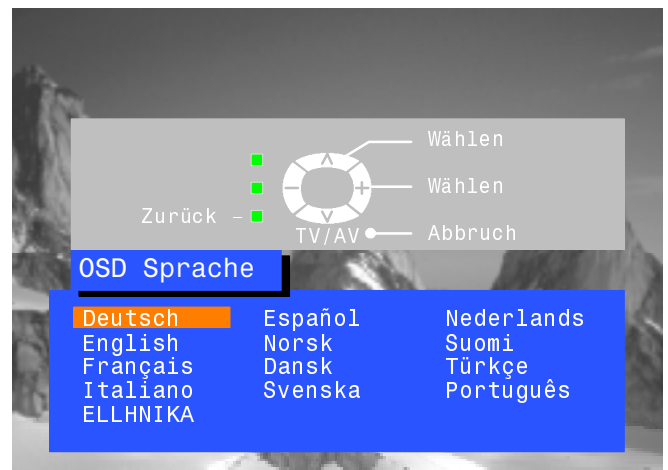 Wählen
Wählen
Zurück –
TV/AV
Abbruch
OSD Sprache
Deutsch Español Nederlands
English Norsk Suomi
Français Dansk Türkçe
Italiano Svenska Português
ELLHNIKA